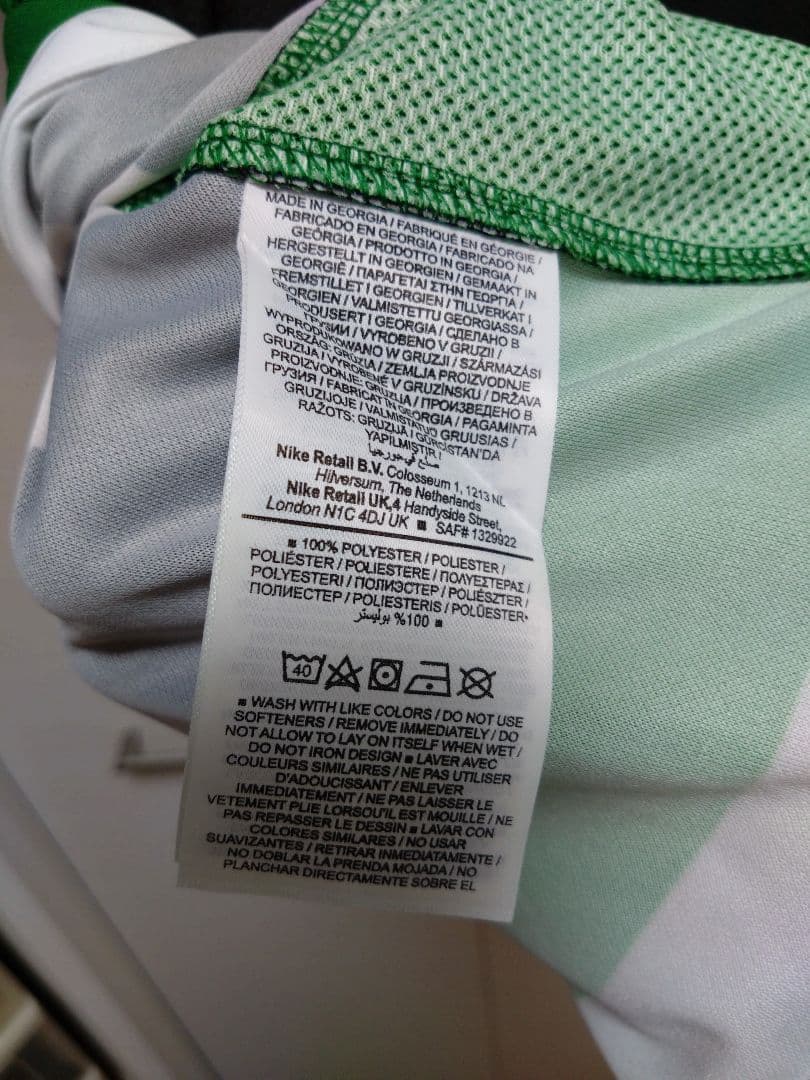 MADE IN GEORGIA / FABRIQUÉ EN GÉORGIE /
FABRICADO EN GEORGIA / FABRICADO NA
GEÓRGIA / PRODOTTO IN GEORGIA /
HERGESTELLT IN GEORGIEN / GEMAAKT IN
GEORGIË / ΠΑΡΑΓΕΤΑΙ ΣΤΗΝ ΓΕΩΡΓΙΑ /
FREMSTILLET I GEORGIEN / TILLVERKAT I
GEORGIEN / VALMISTETTU GEORGIASSA /
PRODUSERT I GEORGIA / СДЕЛАНО В
ГРУЗИИ / VYROBENO V GRUZII /
WYPRODUKOWANO W GRUZJI / SZÁRMAZÁSI
ORSZÁG: GRÚZIA / ZEMLJA PROIZVODNJE
GRUZIJA / VYROBENÉ V GRUZÍNSKU / DRŽAVA
PROIZVODNJE: GRUZIJA / ПРОИЗВЕДЕНО В
ГРУЗИЯ / FABRICAT IN GEORGIA / PAGAMINTA
GRUZIJOJE / VALMISTATUD GRUUSIAS /
RAŽOTS: GRUZIJĀ / GÜRCİSTAN'DA
YAPILMIŞTIR /
صنع في جورجيا
Nike Retail B.V. Colosseum 1, 1213 NL
Hilversum, The Netherlands
Nike Retail UK,4 Handyside Street,
London N1C 4DJ UK ■ SAF# 1329922
■ 100% POLYESTER / POLIESTER /
POLIÉSTER / POLIESTERE / ΠΟΛΥΕΣΤΕΡΑΣ /
POLYESTERI / ПОЛИЭСТЕР / POLIÉSZTER /
ПОЛИЕСТЕР / POLIESTERIS / POLÜESTER
100% بوليستر ■
40
■ WASH WITH LIKE COLORS / DO NOT USE
SOFTENERS / REMOVE IMMEDIATELY / DO
NOT ALLOW TO LAY ON ITSELF WHEN WET /
DO NOT IRON DESIGN ■ LAVER AVEC
COULEURS SIMILAIRES / NE PAS UTILISER
D'ADOUCISSANT / ENLEVER
IMMEDIATEMENT / NE PAS LAISSER LE
VETEMENT PLIE LORSQU'IL EST MOUILLE / NE
PAS REPASSER LE DESSIN ■ LAVAR CON
COLORES SIMILARES / NO USAR
SUAVIZANTES / RETIRAR INMEDIATAMENTE /
NO DOBLAR LA PRENDA MOJADA / NO
PLANCHAR DIRECTAMENTE SOBRE EL